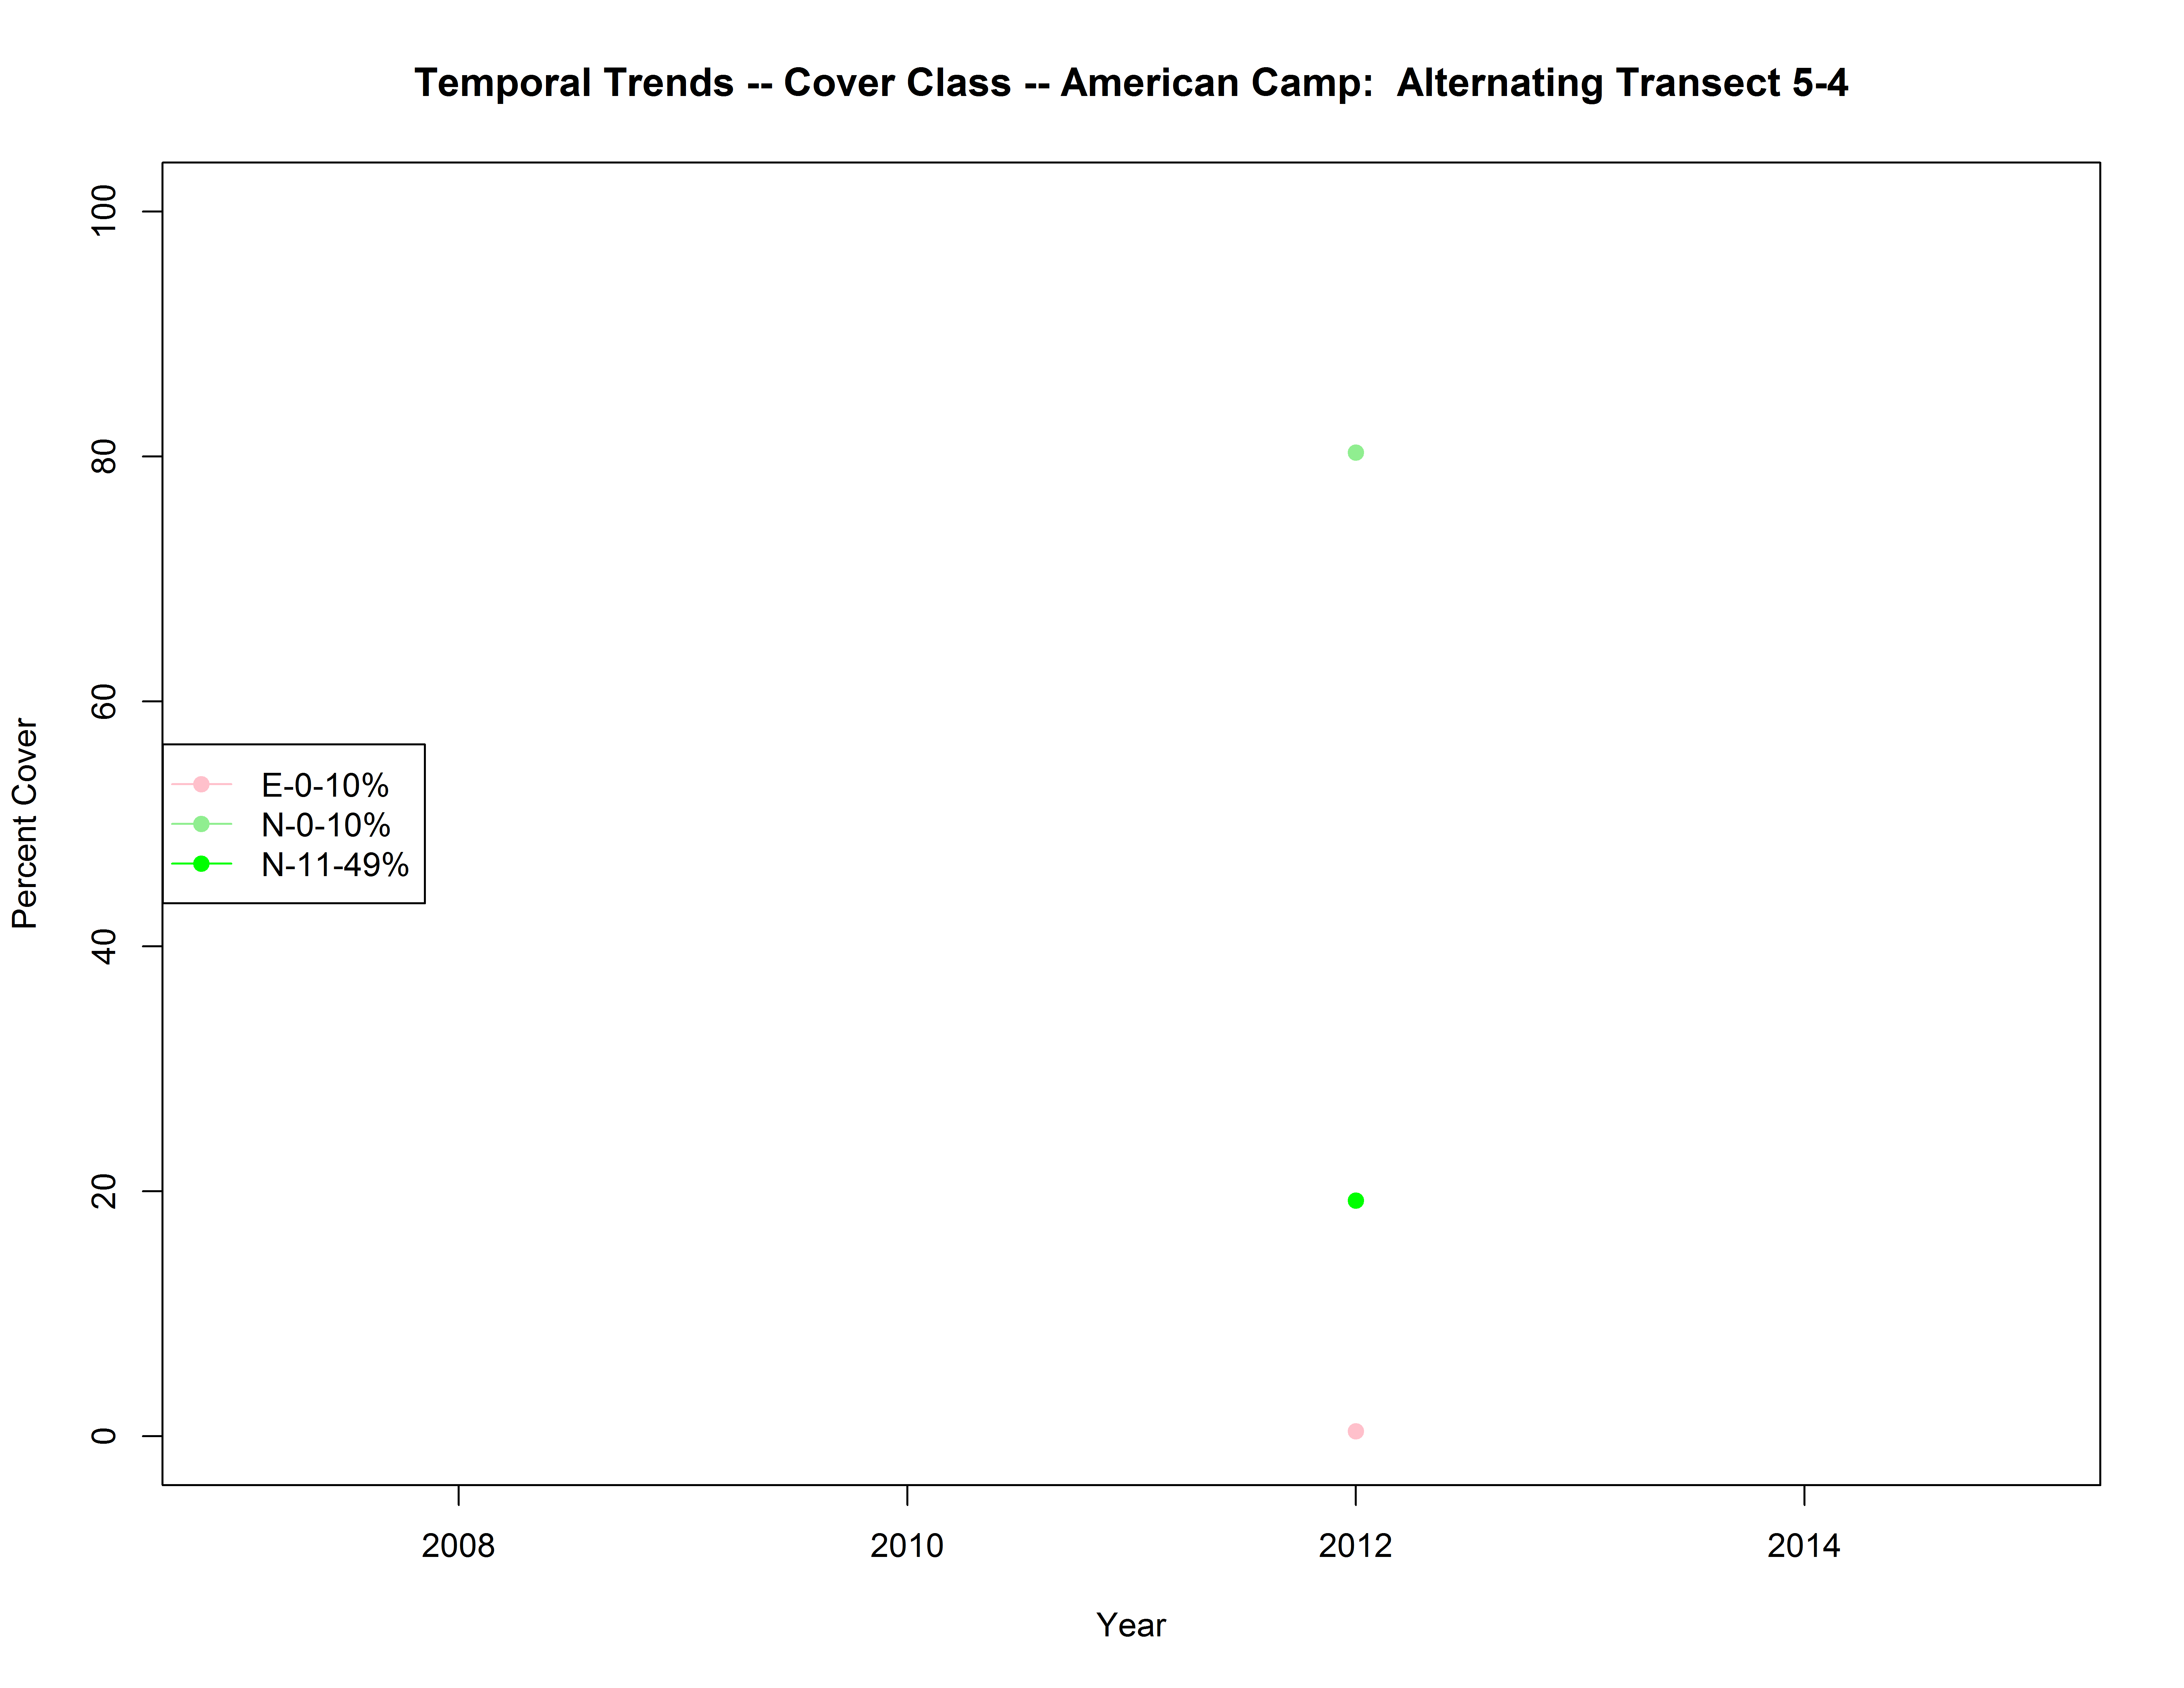 Temporal Trends -- Cover Class -- American Camp:  Alternating Transect 5-4
Percent Cover
100
80
60
40
20
0
E-0-10%
N-0-10%
N-11-49%
2008 2010 2012 2014
Year